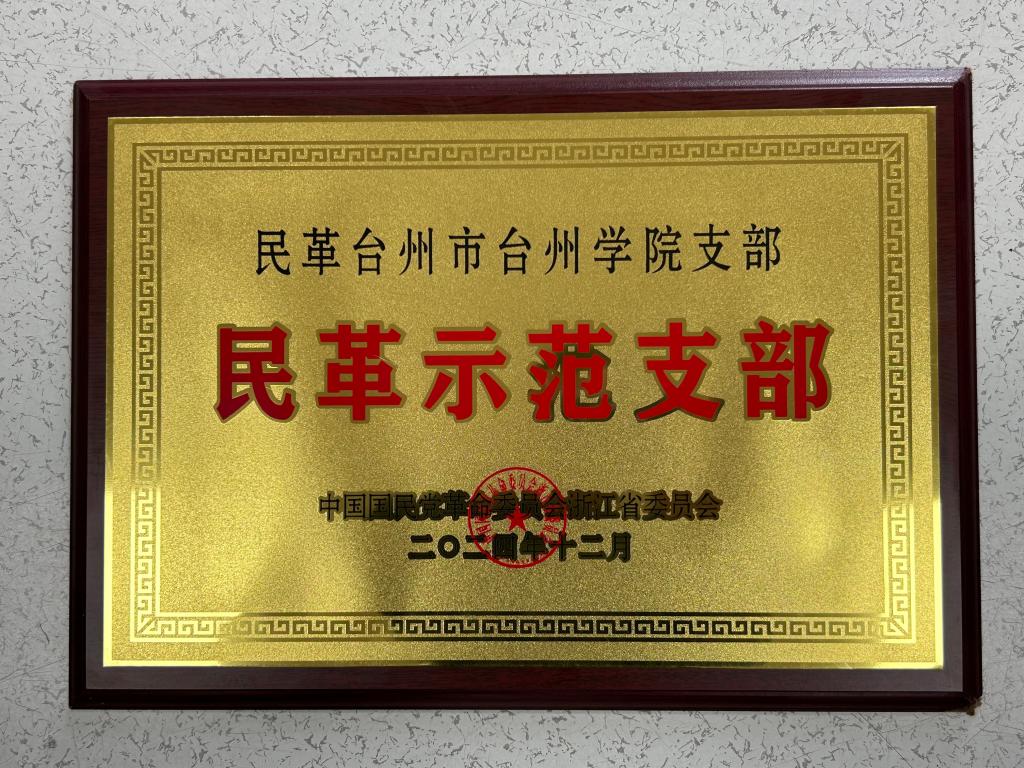 民革台州市台州学院支部
民革示范支部
中国国民党革命委员会浙江省委员会
二〇二四年十二月